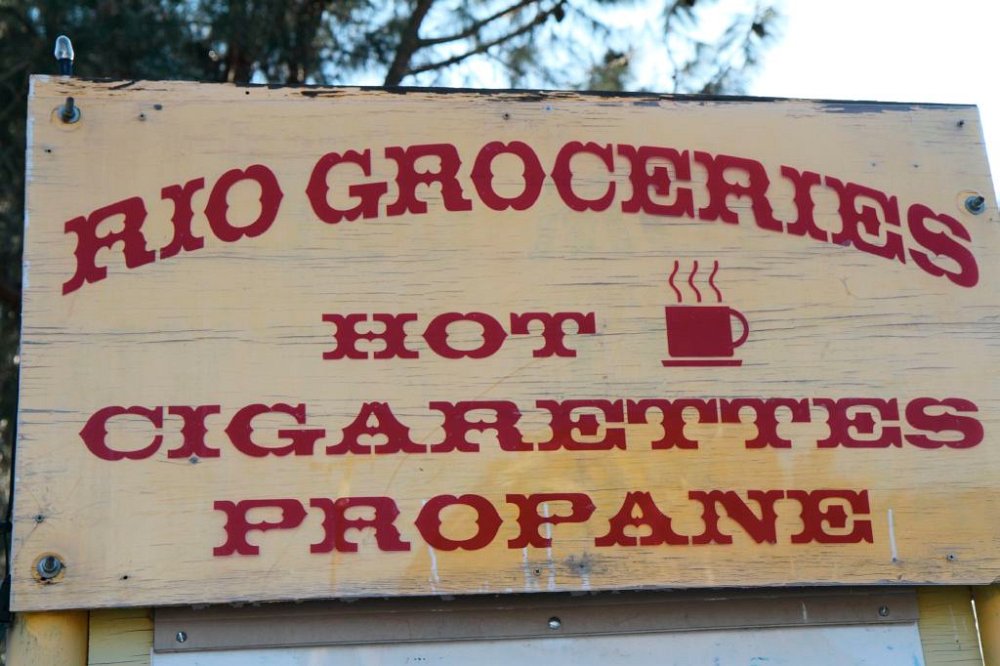 RIO GROCERIES
HOT
CIGARETTES
PROPANE